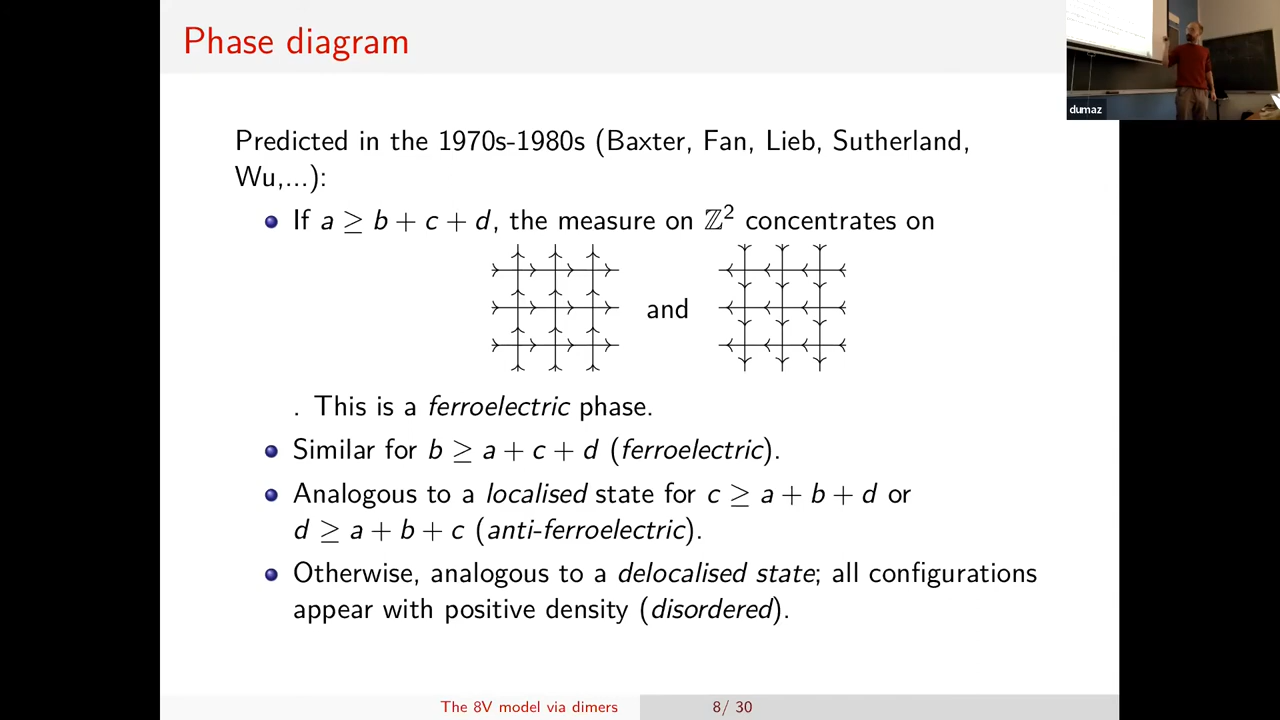 Phase diagram
dumaz
Predicted in the 1970s-1980s (Baxter, Fan, Lieb, Sutherland,
Wu,...):
If a ≥ b + c + d, the measure on ℤ² concentrates on
and
. This is a ferroelectric phase.
Similar for b ≥ a + c + d (ferroelectric).
Analogous to a localised state for c ≥ a + b + d or
d ≥ a + b + c (anti-ferroelectric).
Otherwise, analogous to a delocalised state; all configurations
appear with positive density (disordered).
The 8V model via dimers
8/ 30